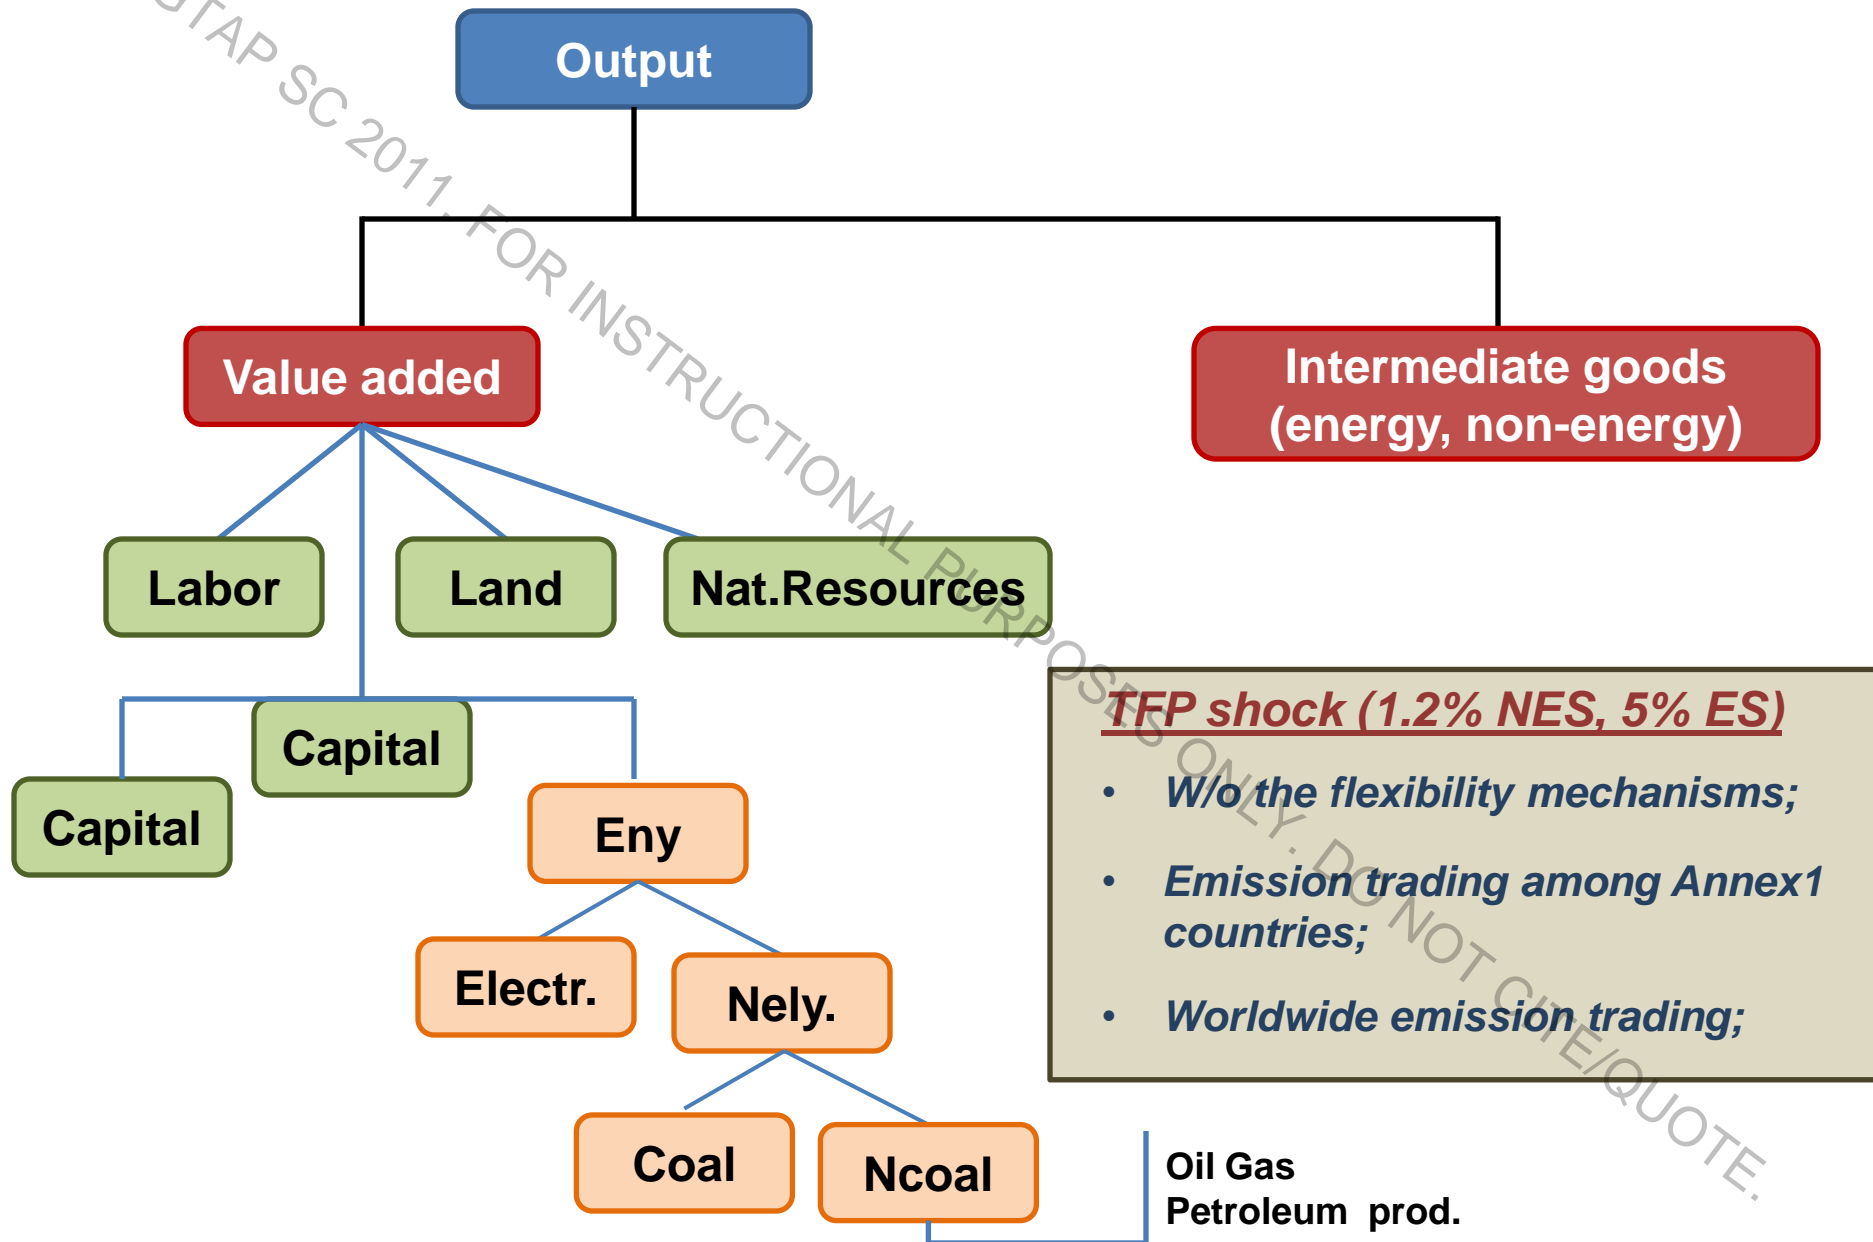 Output
Value added
Intermediate goods
(energy, non-energy)
Labor
Land
Nat.Resources
Capital
Capital
Eny
Electr.
Nely.
Coal
Ncoal
Oil Gas
Petroleum prod.
TFP shock (1.2% NES, 5% ES)
• W/o the flexibility mechanisms;
• Emission trading among Annex1
countries;
• Worldwide emission trading;
GTAP SC 2011. FOR INSTRUCTIONAL PURPOSES ONLY. DO NOT CITE/QUOTE.